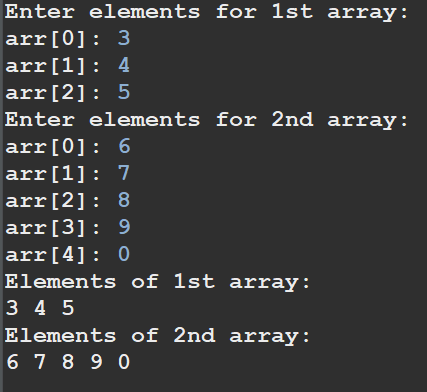 Enter elements for 1st array:
arr[0]: 3
arr[1]: 4
arr[2]: 5
Enter elements for 2nd array:
arr[0]: 6
arr[1]: 7
arr[2]: 8
arr[3]: 9
arr[4]: 0
Elements of 1st array:
3 4 5
Elements of 2nd array:
6 7 8 9 0